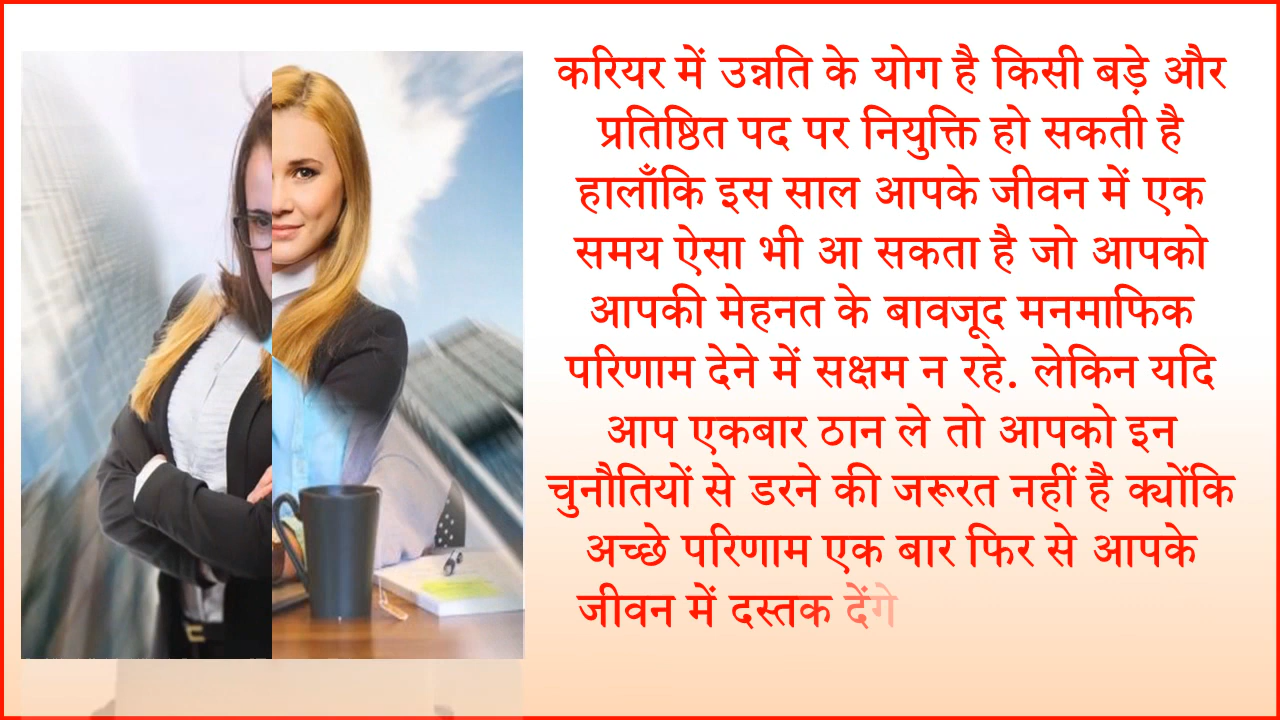 करियर में उन्नति के योग है किसी बड़े और
प्रतिष्ठित पद पर नियुक्ति हो सकती है
हालाँकि इस साल आपके जीवन में एक
समय ऐसा भी आ सकता है जो आपको
आपकी मेहनत के बावजूद मनमाफिक
परिणाम देने में सक्षम न रहे. लेकिन यदि
आप एकबार ठान ले तो आपको इन
चुनौतियों से डरने की जरूरत नहीं है क्योंकि
अच्छे परिणाम एक बार फिर से आपके
जीवन में दस्तक देंगे